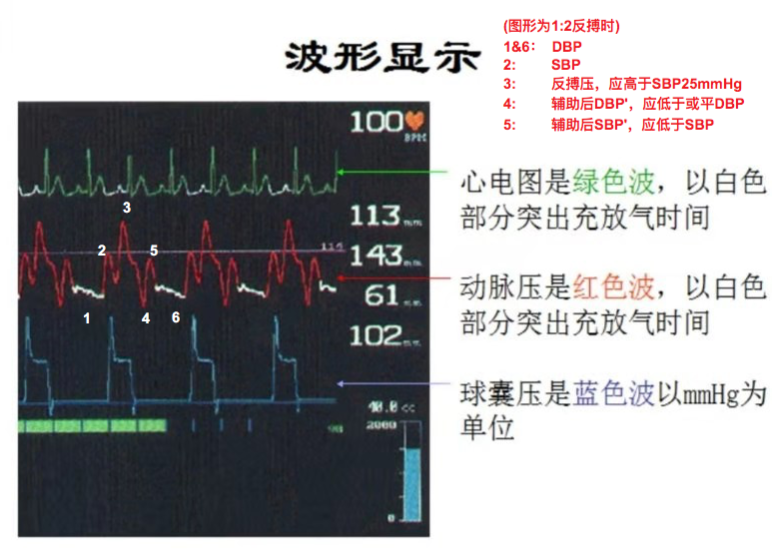 波形显示
(图形为1:2反搏时)
1&6： DBP
2: SBP
3: 反搏压，应高于SBP25mmHg
4: 辅助后DBP'，应低于或平DBP
5: 辅助后SBP'，应低于SBP
100
BPM
心电图是绿色波，以白色
部分突出充放气时间
113
3
2
5
143
61
动脉压是红色波，以白色
部分突出充放气时间
1
4
6
102
球囊压是蓝色波以mmHg为
单位
40.0 cc
2000
0